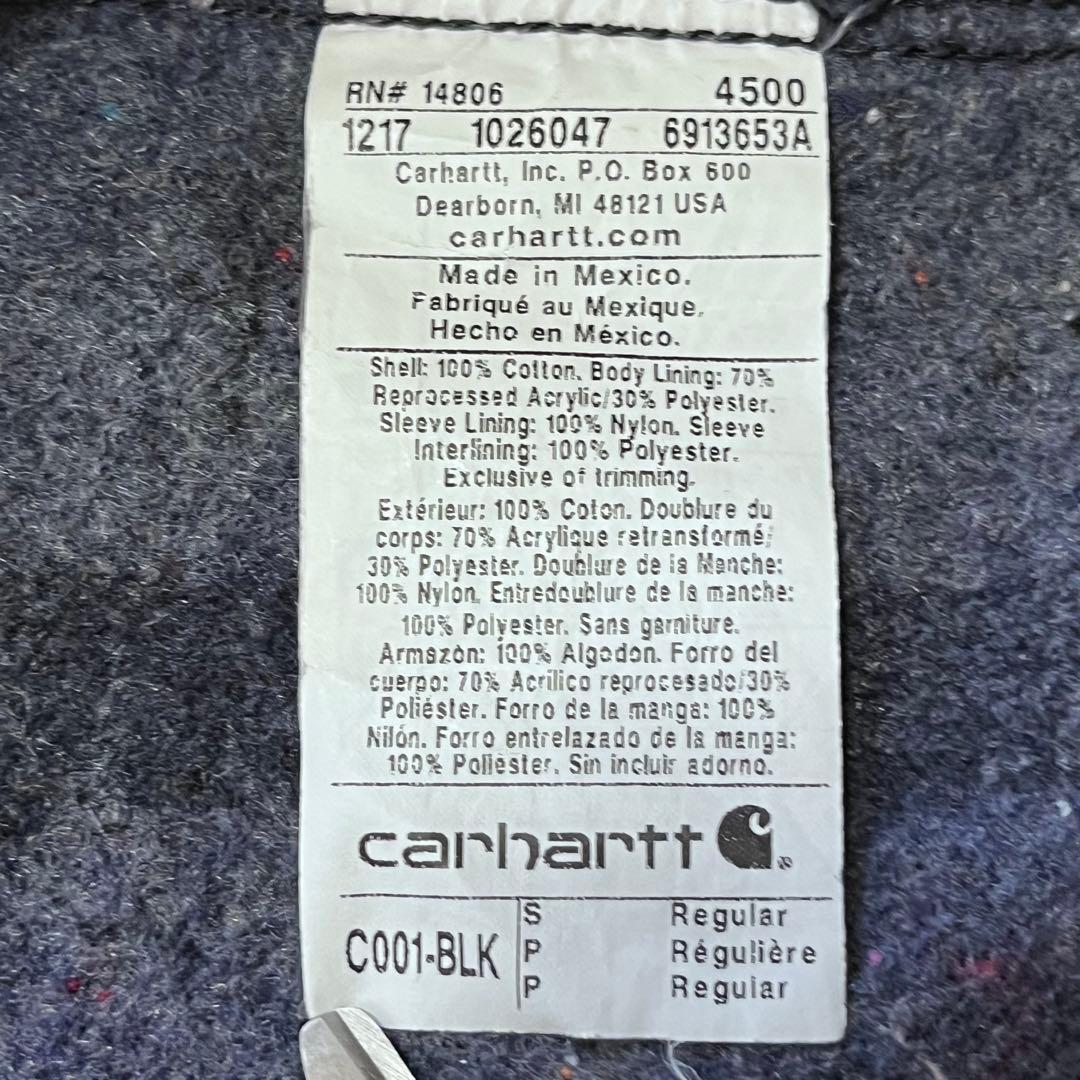 RN# 14806 4500
1217 1026047 6913653A
Carhartt, Inc. P.O. Box 600
Dearborn, MI 48121 USA
carhartt.com
Made in Mexico.
Fabriqué au Mexique.
Hecho en México.
Shell: 100% Cotton. Body Lining: 70%
Reprocessed Acrylic/30% Polyester.
Sleeve Lining: 100% Nylon. Sleeve
Interlining: 100% Polyester.
Exclusive of trimming.
Extérieur: 100% Coton. Doublure du
corps: 70% Acrylique retransformé;
30% Polyester. Doublure de la Manche:
100% Nylon. Entredoublure de la manche:
100% Polyester. Sans garniture.
Armazòn: 100% Algodon. Forro del
cuerpo: 70% Acrilico reprocesado/30%
Poliéster. Forro de la manga: 100%
Nilón. Forro entrelazado de la manga:
100% Poliéster. Sin incluir adorno.
carhartt ®
C001-BLK
S Regular
P Régulière
P Regular